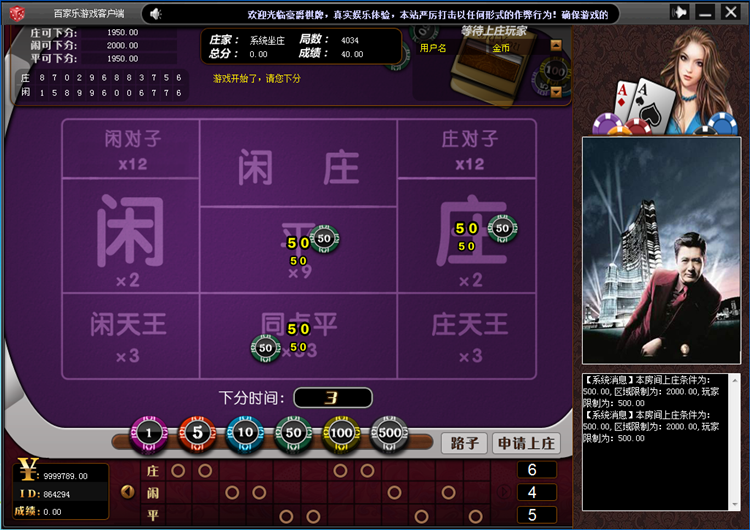 百家乐游戏客户端
欢迎光临豪爵棋牌，真实娱乐体验，本站严厉打击以任何形式的作弊行为！确保游戏的
庄可下分： 1950.00
闲可下分： 2000.00
平可下分： 1950.00
庄 8 7 0 2 9 6 8 8 3 7 5 6
闲 1 5 8 9 9 6 0 0 6 7 7 6
庄家： 系统坐庄 局数： 4034
总分： 0.00 成绩： 40.00
游戏开始了，请您下分
等待上庄玩家
用户名 金币
100
A A
闲对子
x12
闲 庄
庄对子
x12
闲
×2
平
50 50
50
×9
庄
50 50
50
×2
闲天王
×3
同点平
50
50 50
×33
庄天王
×3
下分时间： 3
1 5 10 50 100 500
路子 申请上庄
¥： 9999789.00
ID： 864294
成绩： 0.00
庄 6
闲 4
平 5
【系统消息】本房间上庄条件为：
500.00,区域限制为：2000.00,玩家
限制为：500.00
【系统消息】本房间上庄条件为：
500.00,区域限制为：2000.00,玩家
限制为：500.00